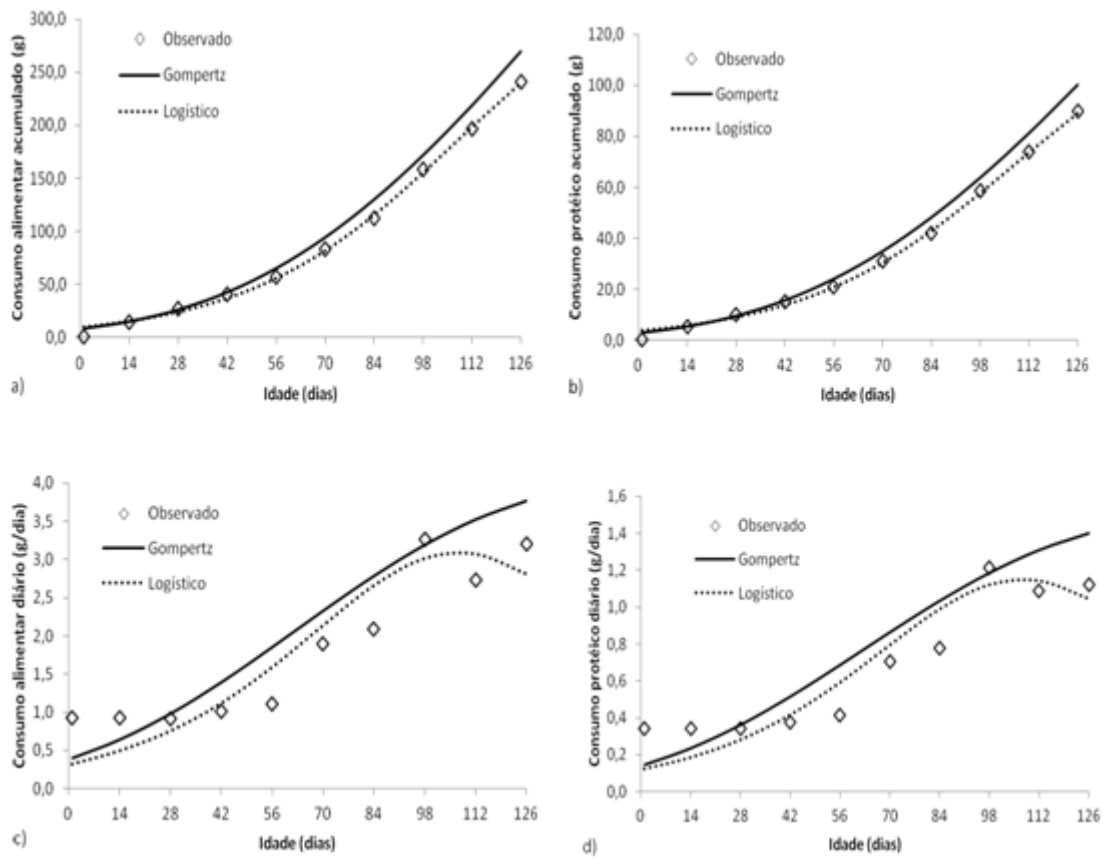 Consumo alimentar acumulado (g)
300,0
250,0
200,0
150,0
100,0
50,0
0,0
Observado
Gompertz
Logístico
0 14 28 42 56 70 84 98 112 126
Idade (dias)
a)
Consumo protéico acumulado (g)
120,0
100,0
80,0
60,0
40,0
20,0
0,0
Observado
Gompertz
Logístico
0 14 28 42 56 70 84 98 112 126
Idade (dias)
b)
Consumo alimentar diário (g/dia)
4,0
3,5
3,0
2,5
2,0
1,5
1,0
0,5
0,0
Observado
Gompertz
Logístico
0 14 28 42 56 70 84 98 112 126
Idade (dias)
c)
Consumo protéico diário (g/dia)
1,6
1,4
1,2
1,0
0,8
0,6
0,4
0,2
0,0
Observado
Gompertz
Logístico
0 14 28 42 56 70 84 98 112 126
Idade (dias)
d)